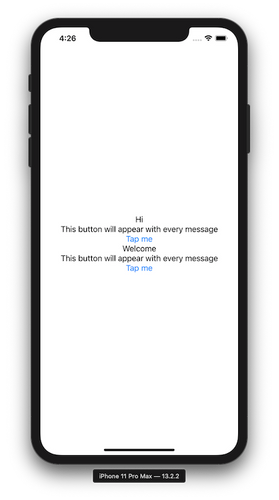 4:26
Hi
This button will appear with every message
Tap me
Welcome
This button will appear with every message
Tap me
iPhone 11 Pro Max — 13.2.2